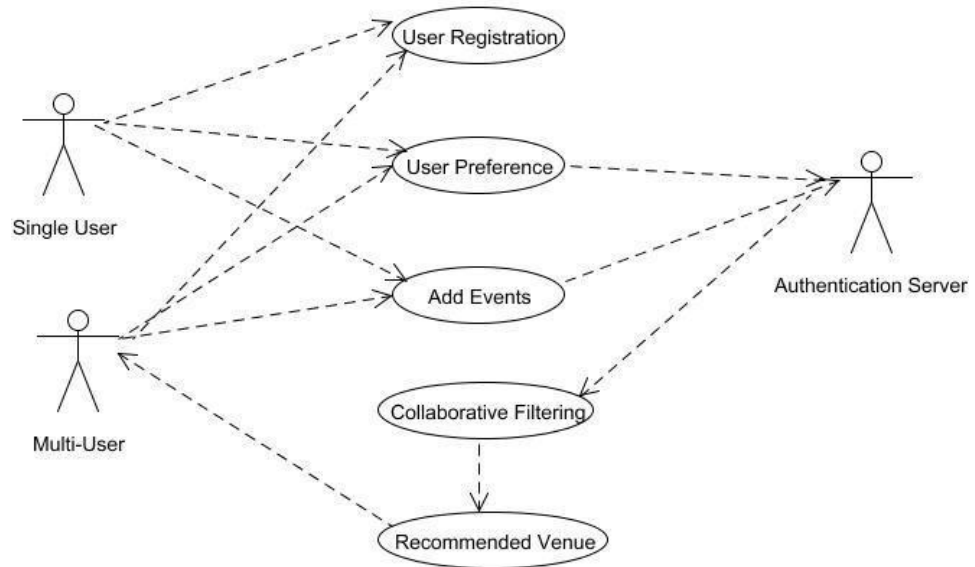 User Registration
User Preference
Single User
Authentication Server
Add Events
Collaborative Filtering
Multi-User
Recommended Venue